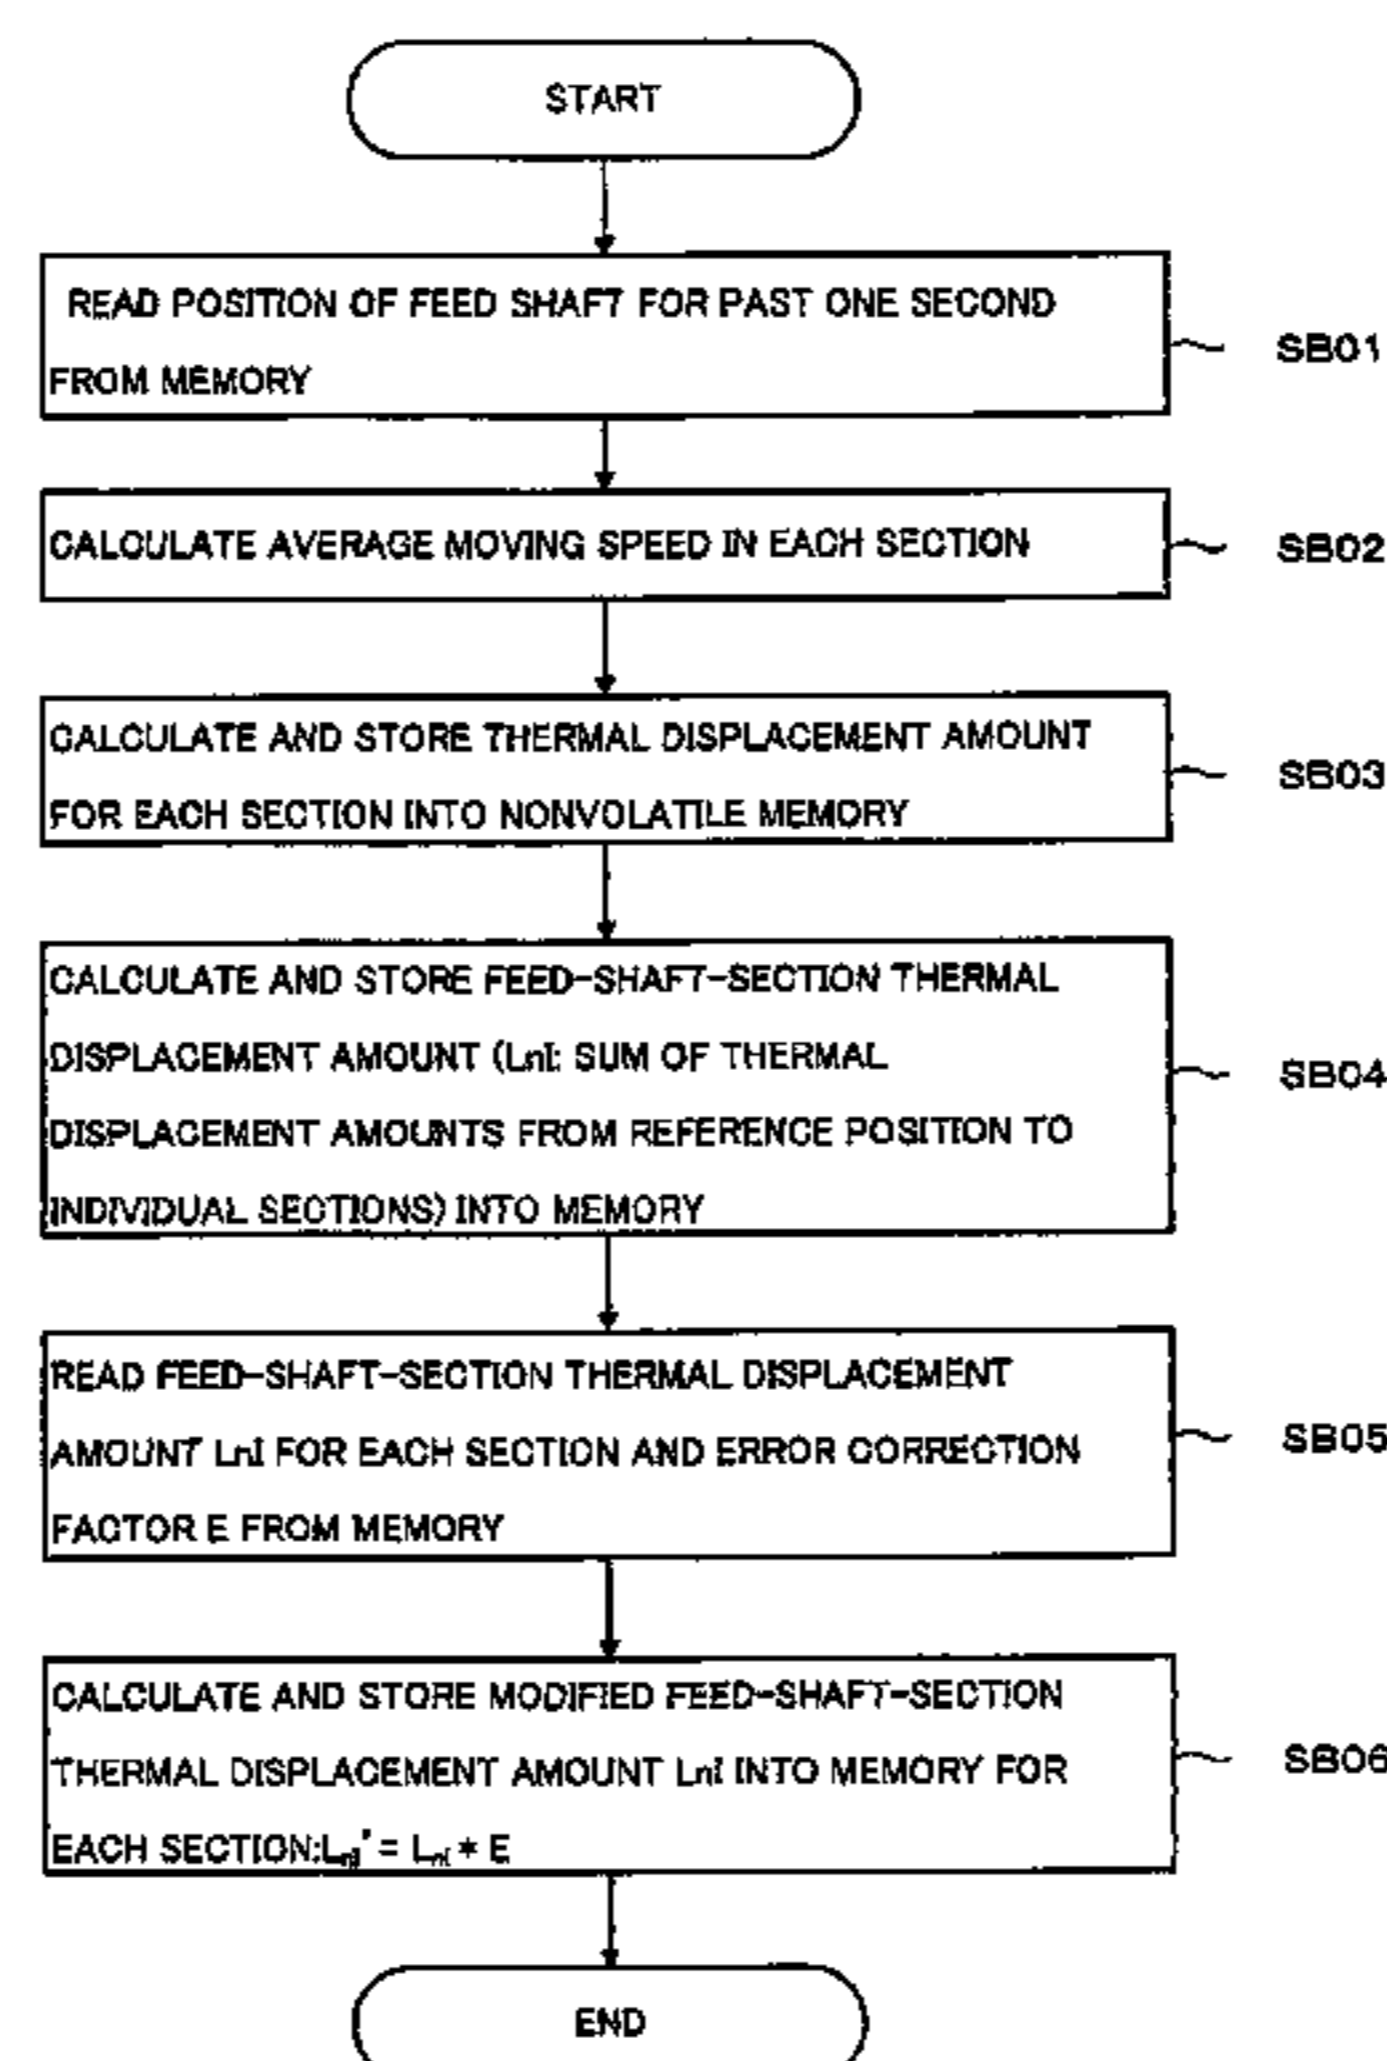 START
READ POSITION OF FEED SHAFT FOR PAST ONE SECOND
FROM MEMORY
SB01
CALCULATE AVERAGE MOVING SPEED IN EACH SECTION
SB02
CALCULATE AND STORE THERMAL DISPLACEMENT AMOUNT
FOR EACH SECTION INTO NONVOLATILE MEMORY
SB03
CALCULATE AND STORE FEED-SHAFT-SECTION THERMAL
DISPLACEMENT AMOUNT (LnI: SUM OF THERMAL
DISPLACEMENT AMOUNTS FROM REFERENCE POSITION TO
INDIVIDUAL SECTIONS) INTO MEMORY
SB04
READ FEED-SHAFT-SECTION THERMAL DISPLACEMENT
AMOUNT LnI FOR EACH SECTION AND ERROR CORRECTION
FACTOR E FROM MEMORY
SB05
CALCULATE AND STORE MODIFIED FEED-SHAFT-SECTION
THERMAL DISPLACEMENT AMOUNT LnI INTO MEMORY FOR
EACH SECTION:LnI' = LnI * E
SB06
END